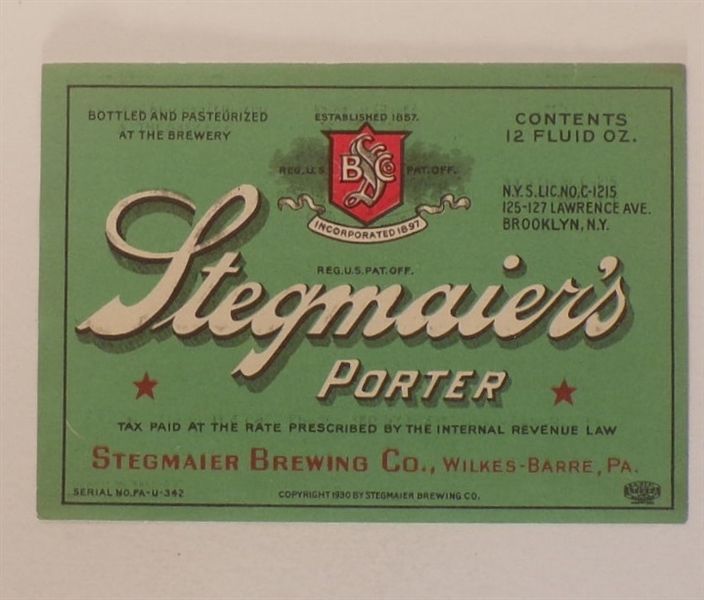 BOTTLED AND PASTEURIZED
AT THE BREWERY
ESTABLISHED 1857.
CONTENTS
12 FLUID OZ.
REG. U.S. PAT. OFF.
B S CO
INCORPORATED 1897
N.Y.S. LIC. NO. C-1215
125-127 LAWRENCE AVE.
BROOKLYN, N.Y.
REG. U.S. PAT. OFF.
Stegmaier's
PORTER
TAX PAID AT THE RATE PRESCRIBED BY THE INTERNAL REVENUE LAW
STEGMAIER BREWING CO., WILKES-BARRE, PA.
SERIAL NO. PA-U-342
COPYRIGHT 1930 BY STEGMAIER BREWING CO.